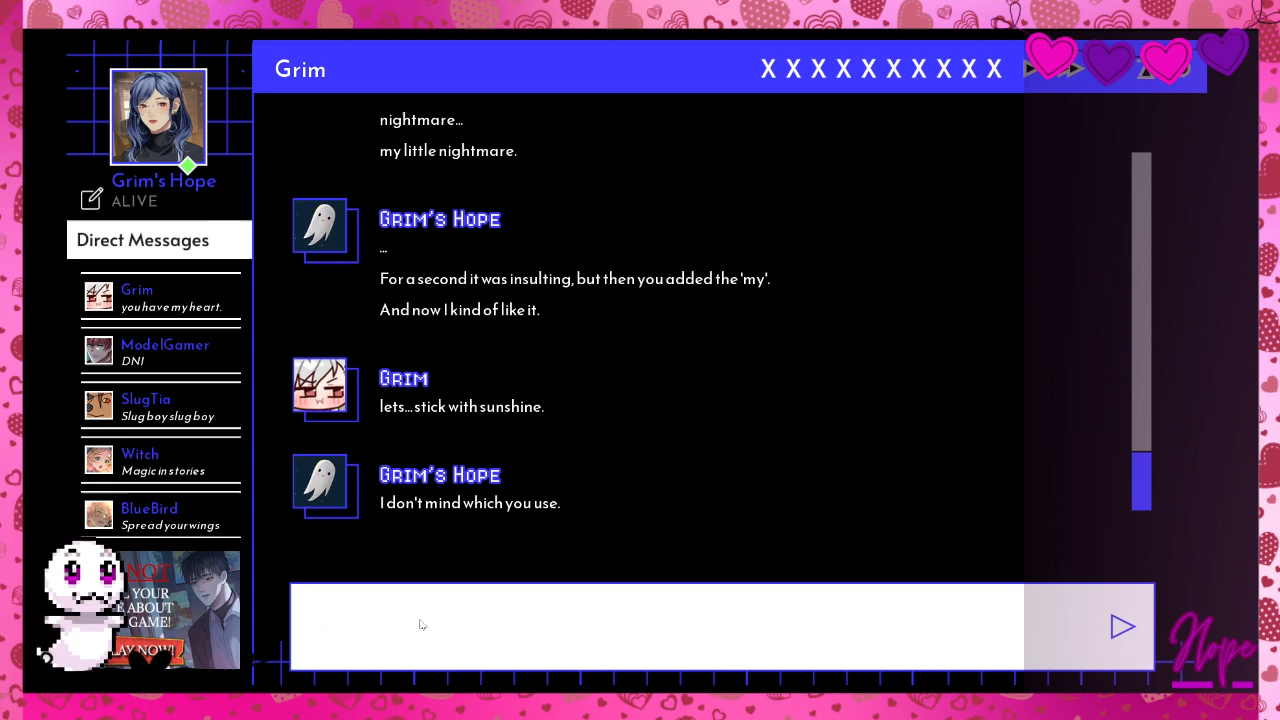 Grim
X X X X X X X X X X
Grim's Hope
ALIVE
Direct Messages
Grim
you have my heart.
ModelGamer
DNI
SlugTia
Slug boy slug boy
Witch
Magic in stories
BlueBird
Spread your wings
NOT
YOUR
ABOUT
GAME!
NOW!
nightmare...
my little nightmare.
Grim's Hope
...
For a second it was insulting, but then you added the 'my'.
And now I kind of like it.
Grim
lets...stick with sunshine.
Grim's Hope
I don't mind which you use.
Hope